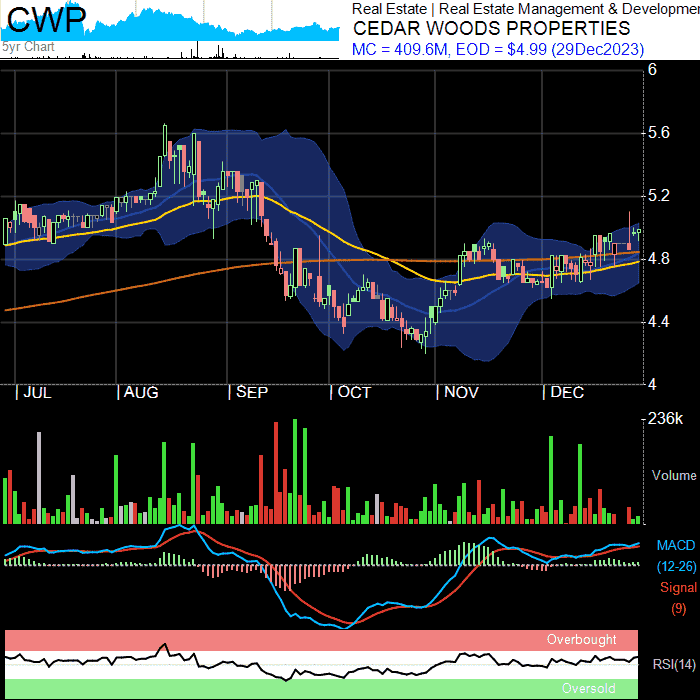 CWP
5yr Chart
Real Estate | Real Estate Management & Developmen
CEDAR WOODS PROPERTIES
MC = 409.6M, EOD = $4.99 (29Dec2023)
6
5.6
5.2
4.8
4.4
4
| JUL | AUG | SEP | OCT | NOV | DEC
236k
Volume
MACD
(12-26)
Signal
(9)
Overbought
RSI(14)
Oversold